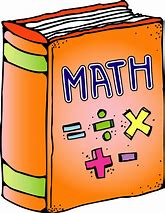 MATH
= ÷ ×
+ -